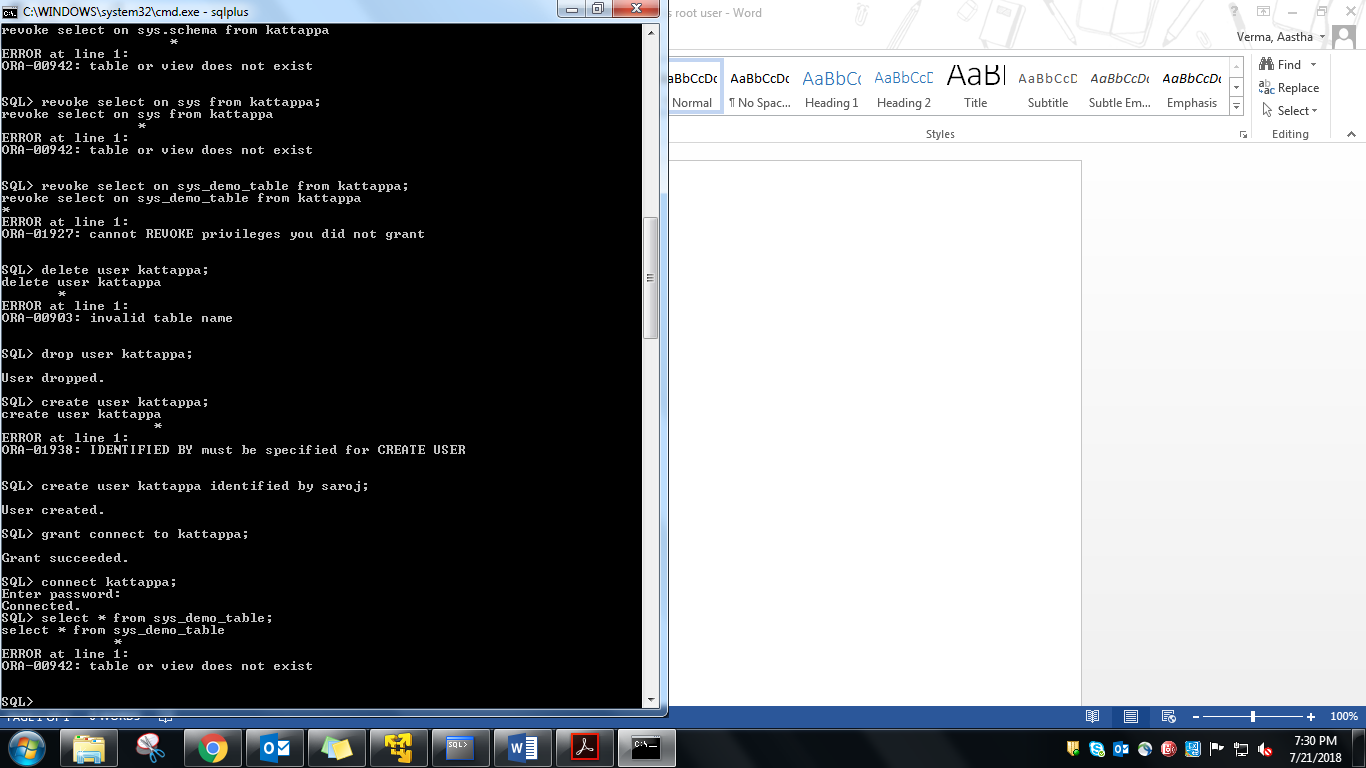 C:\WINDOWS\system32\cmd.exe - sqlplus
revoke select on sys.schema from kattappa
*
ERROR at line 1:
ORA-00942: table or view does not exist
SQL> revoke select on sys from kattappa;
revoke select on sys from kattappa
*
ERROR at line 1:
ORA-00942: table or view does not exist
SQL> revoke select on sys_demo_table from kattappa;
revoke select on sys_demo_table from kattappa
*
ERROR at line 1:
ORA-01927: cannot REVOKE privileges you did not grant
SQL> delete user kattappa;
delete user kattappa
*
ERROR at line 1:
ORA-00903: invalid table name
SQL> drop user kattappa;
User dropped.
SQL> create user kattappa;
create user kattappa
*
ERROR at line 1:
ORA-01938: IDENTIFIED BY must be specified for CREATE USER
SQL> create user kattappa identified by saroj;
User created.
SQL> grant connect to kattappa;
Grant succeeded.
SQL> connect kattappa;
Enter password:
Connected.
SQL> select * from sys_demo_table;
select * from sys_demo_table
*
ERROR at line 1:
ORA-00942: table or view does not exist
SQL>
s root user - Word
Verma, Aastha
AaBbCcDc AaBbCcDc AaBbCc AaBbCcD AaBl AaBbCcD AaBbCcDc AaBbCcDc
Normal ¶ No Spac... Heading 1 Heading 2 Title Subtitle Subtle Em... Emphasis
Styles
Find
Replace
Select
Editing
100%
SQL>
C:\
7:30 PM
7/21/2018